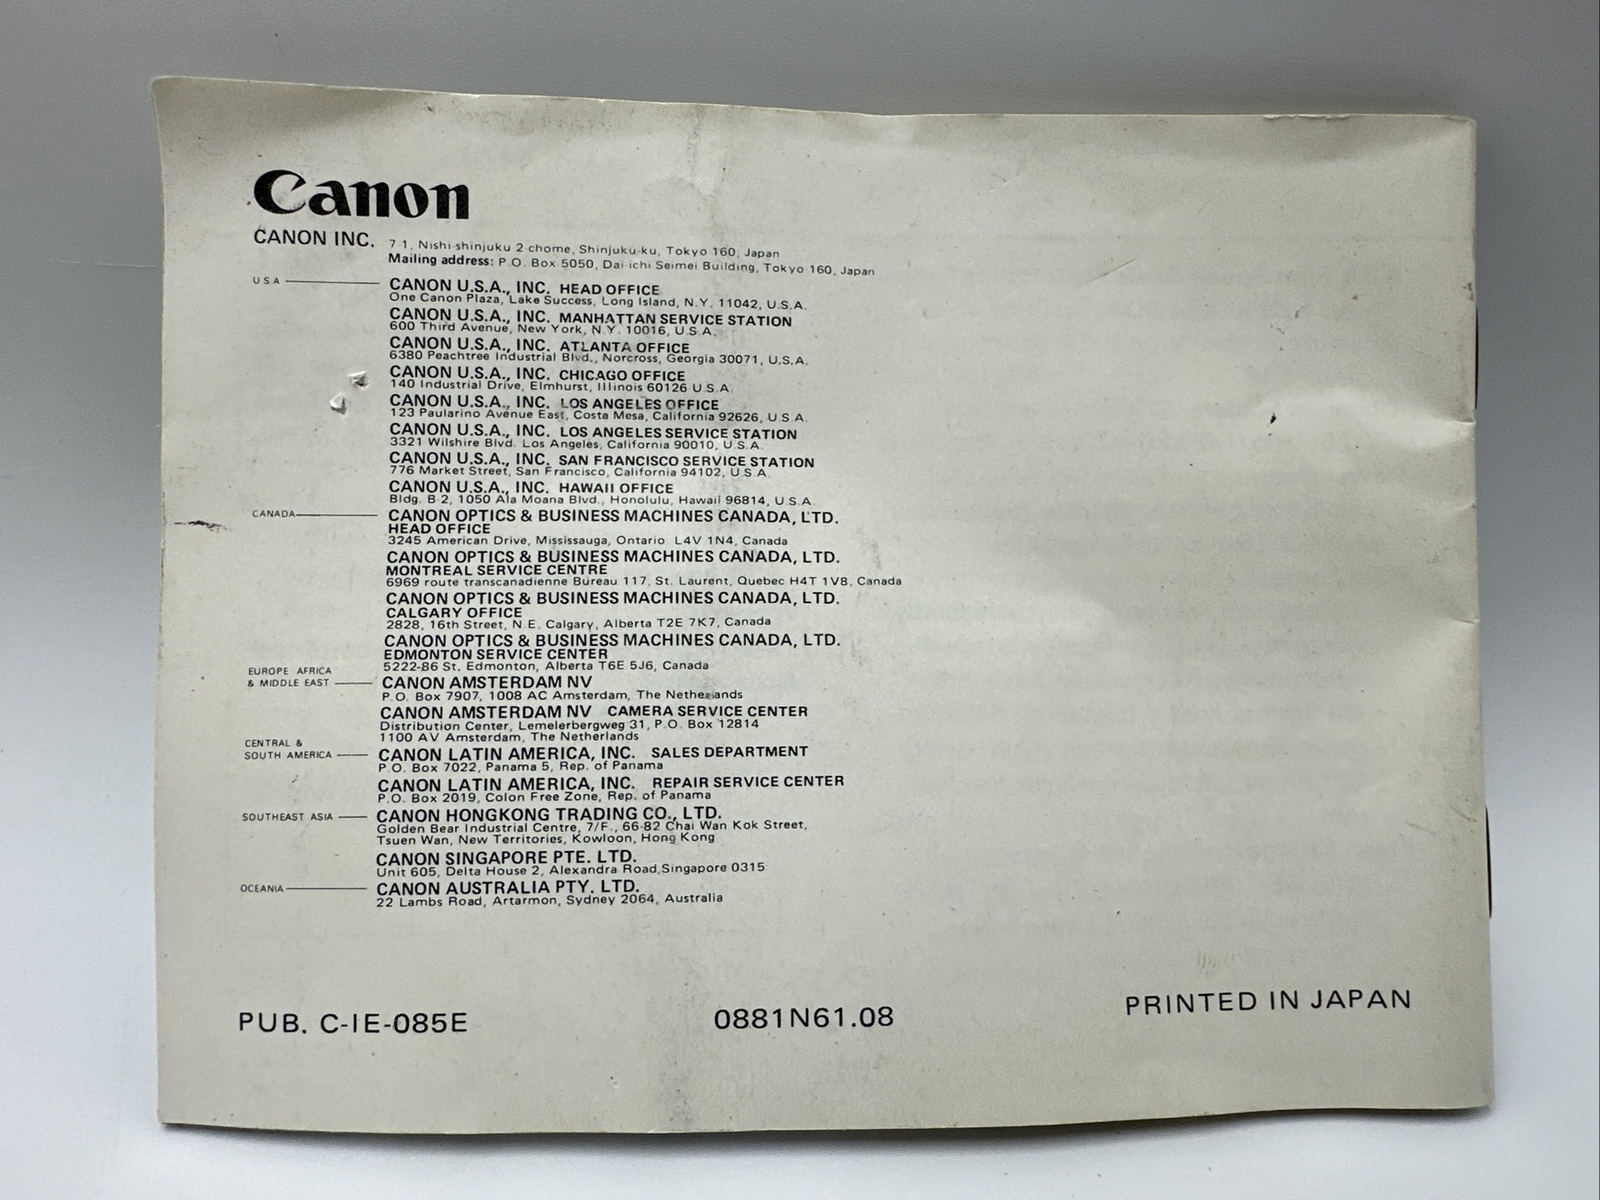 Canon
CANON INC. 7-1, Nishi-shinjuku 2-chome, Shinjuku-ku, Tokyo 160, Japan
Mailing address: P.O. Box 5050, Dai-ichi Seimei Building, Tokyo 160, Japan
USA CANON U.S.A., INC. HEAD OFFICE
One Canon Plaza, Lake Success, Long Island, N.Y. 11042, U.S.A.
CANON U.S.A., INC. MANHATTAN SERVICE STATION
600 Third Avenue, New York, N.Y. 10016, U.S.A.
CANON U.S.A., INC. ATLANTA OFFICE
6380 Peachtree Industrial Blvd., Norcross, Georgia 30071, U.S.A.
CANON U.S.A., INC. CHICAGO OFFICE
140 Industrial Drive, Elmhurst, Illinois 60126 U.S.A.
CANON U.S.A., INC. LOS ANGELES OFFICE
123 Paularino Avenue East, Costa Mesa, California 92626, U.S.A.
CANON U.S.A., INC. LOS ANGELES SERVICE STATION
3321 Wilshire Blvd. Los Angeles, California 90010, U.S.A.
CANON U.S.A., INC. SAN FRANCISCO SERVICE STATION
776 Market Street, San Francisco, California 94102, U.S.A.
CANON U.S.A., INC. HAWAII OFFICE
Bldg. B-2, 1050 Ala Moana Blvd., Honolulu, Hawaii 96814, U.S.A.
CANADA CANON OPTICS & BUSINESS MACHINES CANADA, LTD.
HEAD OFFICE
3245 American Drive, Mississauga, Ontario L4V 1N4, Canada
CANON OPTICS & BUSINESS MACHINES CANADA, LTD.
MONTREAL SERVICE CENTRE
6969 route transcanadienne Bureau 117, St. Laurent, Quebec H4T 1V8, Canada
CANON OPTICS & BUSINESS MACHINES CANADA, LTD.
CALGARY OFFICE
2828, 16th Street, N.E. Calgary, Alberta T2E 7K7, Canada
CANON OPTICS & BUSINESS MACHINES CANADA, LTD.
EDMONTON SERVICE CENTER
5222-86 St. Edmonton, Alberta T6E 5J6, Canada
EUROPE AFRICA
& MIDDLE EAST CANON AMSTERDAM NV
P.O. Box 7907, 1008 AC Amsterdam, The Netherlands
CANON AMSTERDAM NV CAMERA SERVICE CENTER
Distribution Center, Lemelerbergweg 31, P.O. Box 12814
1100 AV Amsterdam, The Netherlands
CENTRAL &
SOUTH AMERICA CANON LATIN AMERICA, INC. SALES DEPARTMENT
P.O. Box 7022, Panama 5, Rep. of Panama
CANON LATIN AMERICA, INC. REPAIR SERVICE CENTER
P.O. Box 2019, Colon Free Zone, Rep. of Panama
SOUTHEAST ASIA CANON HONGKONG TRADING CO., LTD.
Golden Bear Industrial Centre, 7/F., 66-82 Chai Wan Kok Street,
Tsuen Wan, New Territories, Kowloon, Hong Kong
CANON SINGAPORE PTE. LTD.
Unit 605, Delta House 2, Alexandra Road,Singapore 0315
OCEANIA CANON AUSTRALIA PTY. LTD.
22 Lambs Road, Artarmon, Sydney 2064, Australia
PUB. C-IE-085E 0881N61.08 PRINTED IN JAPAN